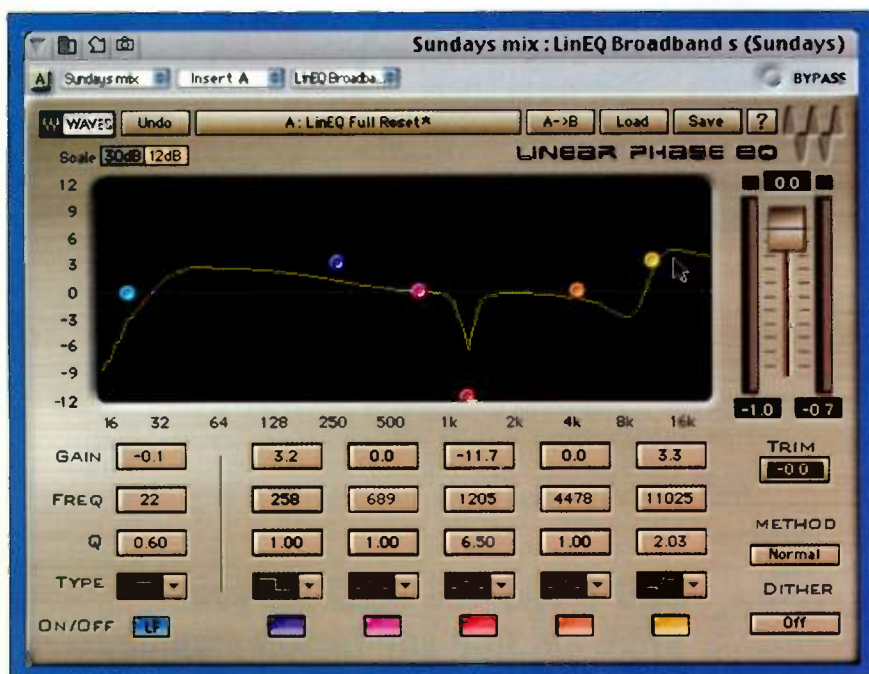 Sundays mix : LinEQ Broadband s (Sundays)
A Sundays mix Insert A LinEQ Broadba... BYPASS
WAVES Undo A: LinEQ Full Reset* A->B Load Save ?
Scale 30dB 12dB LINEAR PHASE EQ
0.0
12
9
6
3
0
-3
-6
-9
-12
-1.0 -0.7
16 32 64 128 250 500 1k 2k 4k 8k 16k
GAIN -0.1 3.2 0.0 -11.7 0.0 3.3
TRIM
-0.0
FREQ 22 258 689 1205 4478 11025
Q 0.60 1.00 1.00 6.50 1.00 2.03
METHOD
Normal
TYPE
DITHER
ON/OFF LF Off